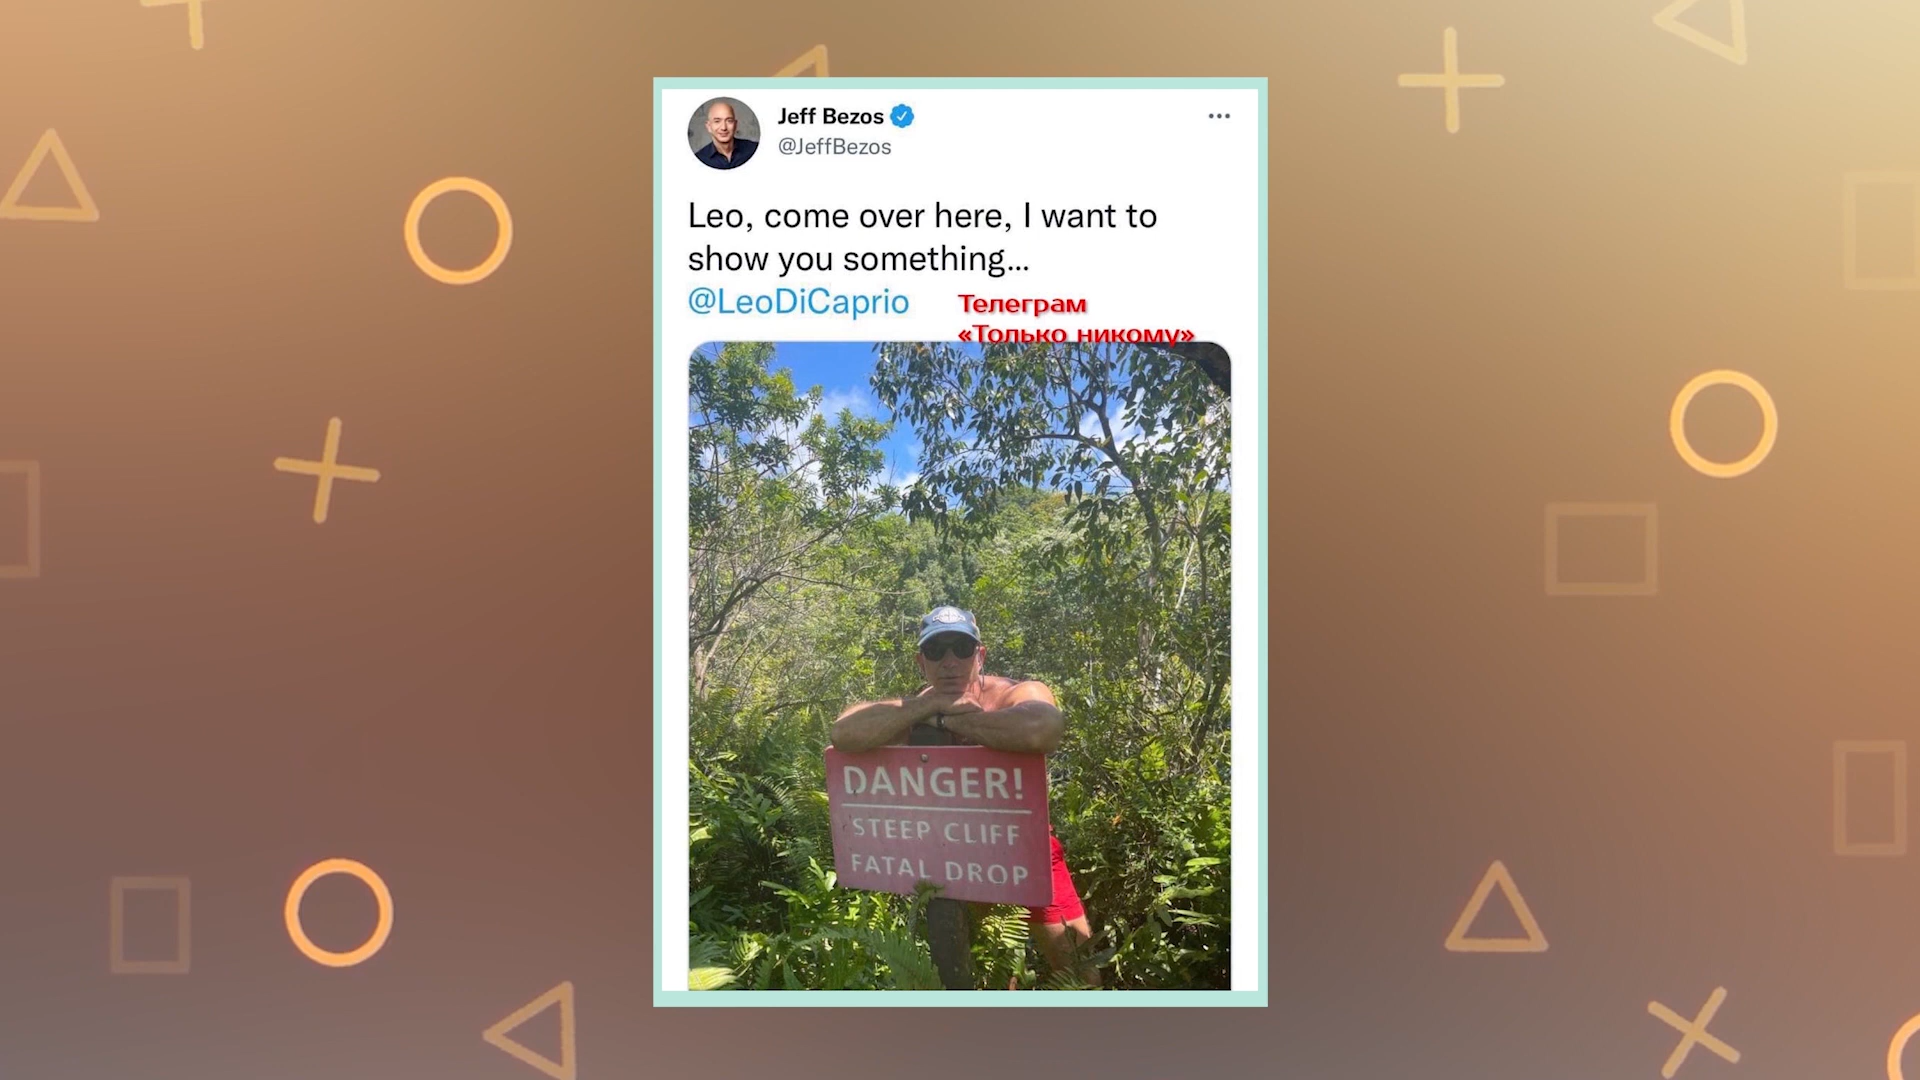 Jeff Bezos
@JeffBezos
Leo, come over here, I want to
show you something...
@LeoDiCaprio
Телеграм
«Только никому»
DANGER!
STEEP CLIFF
FATAL DROP